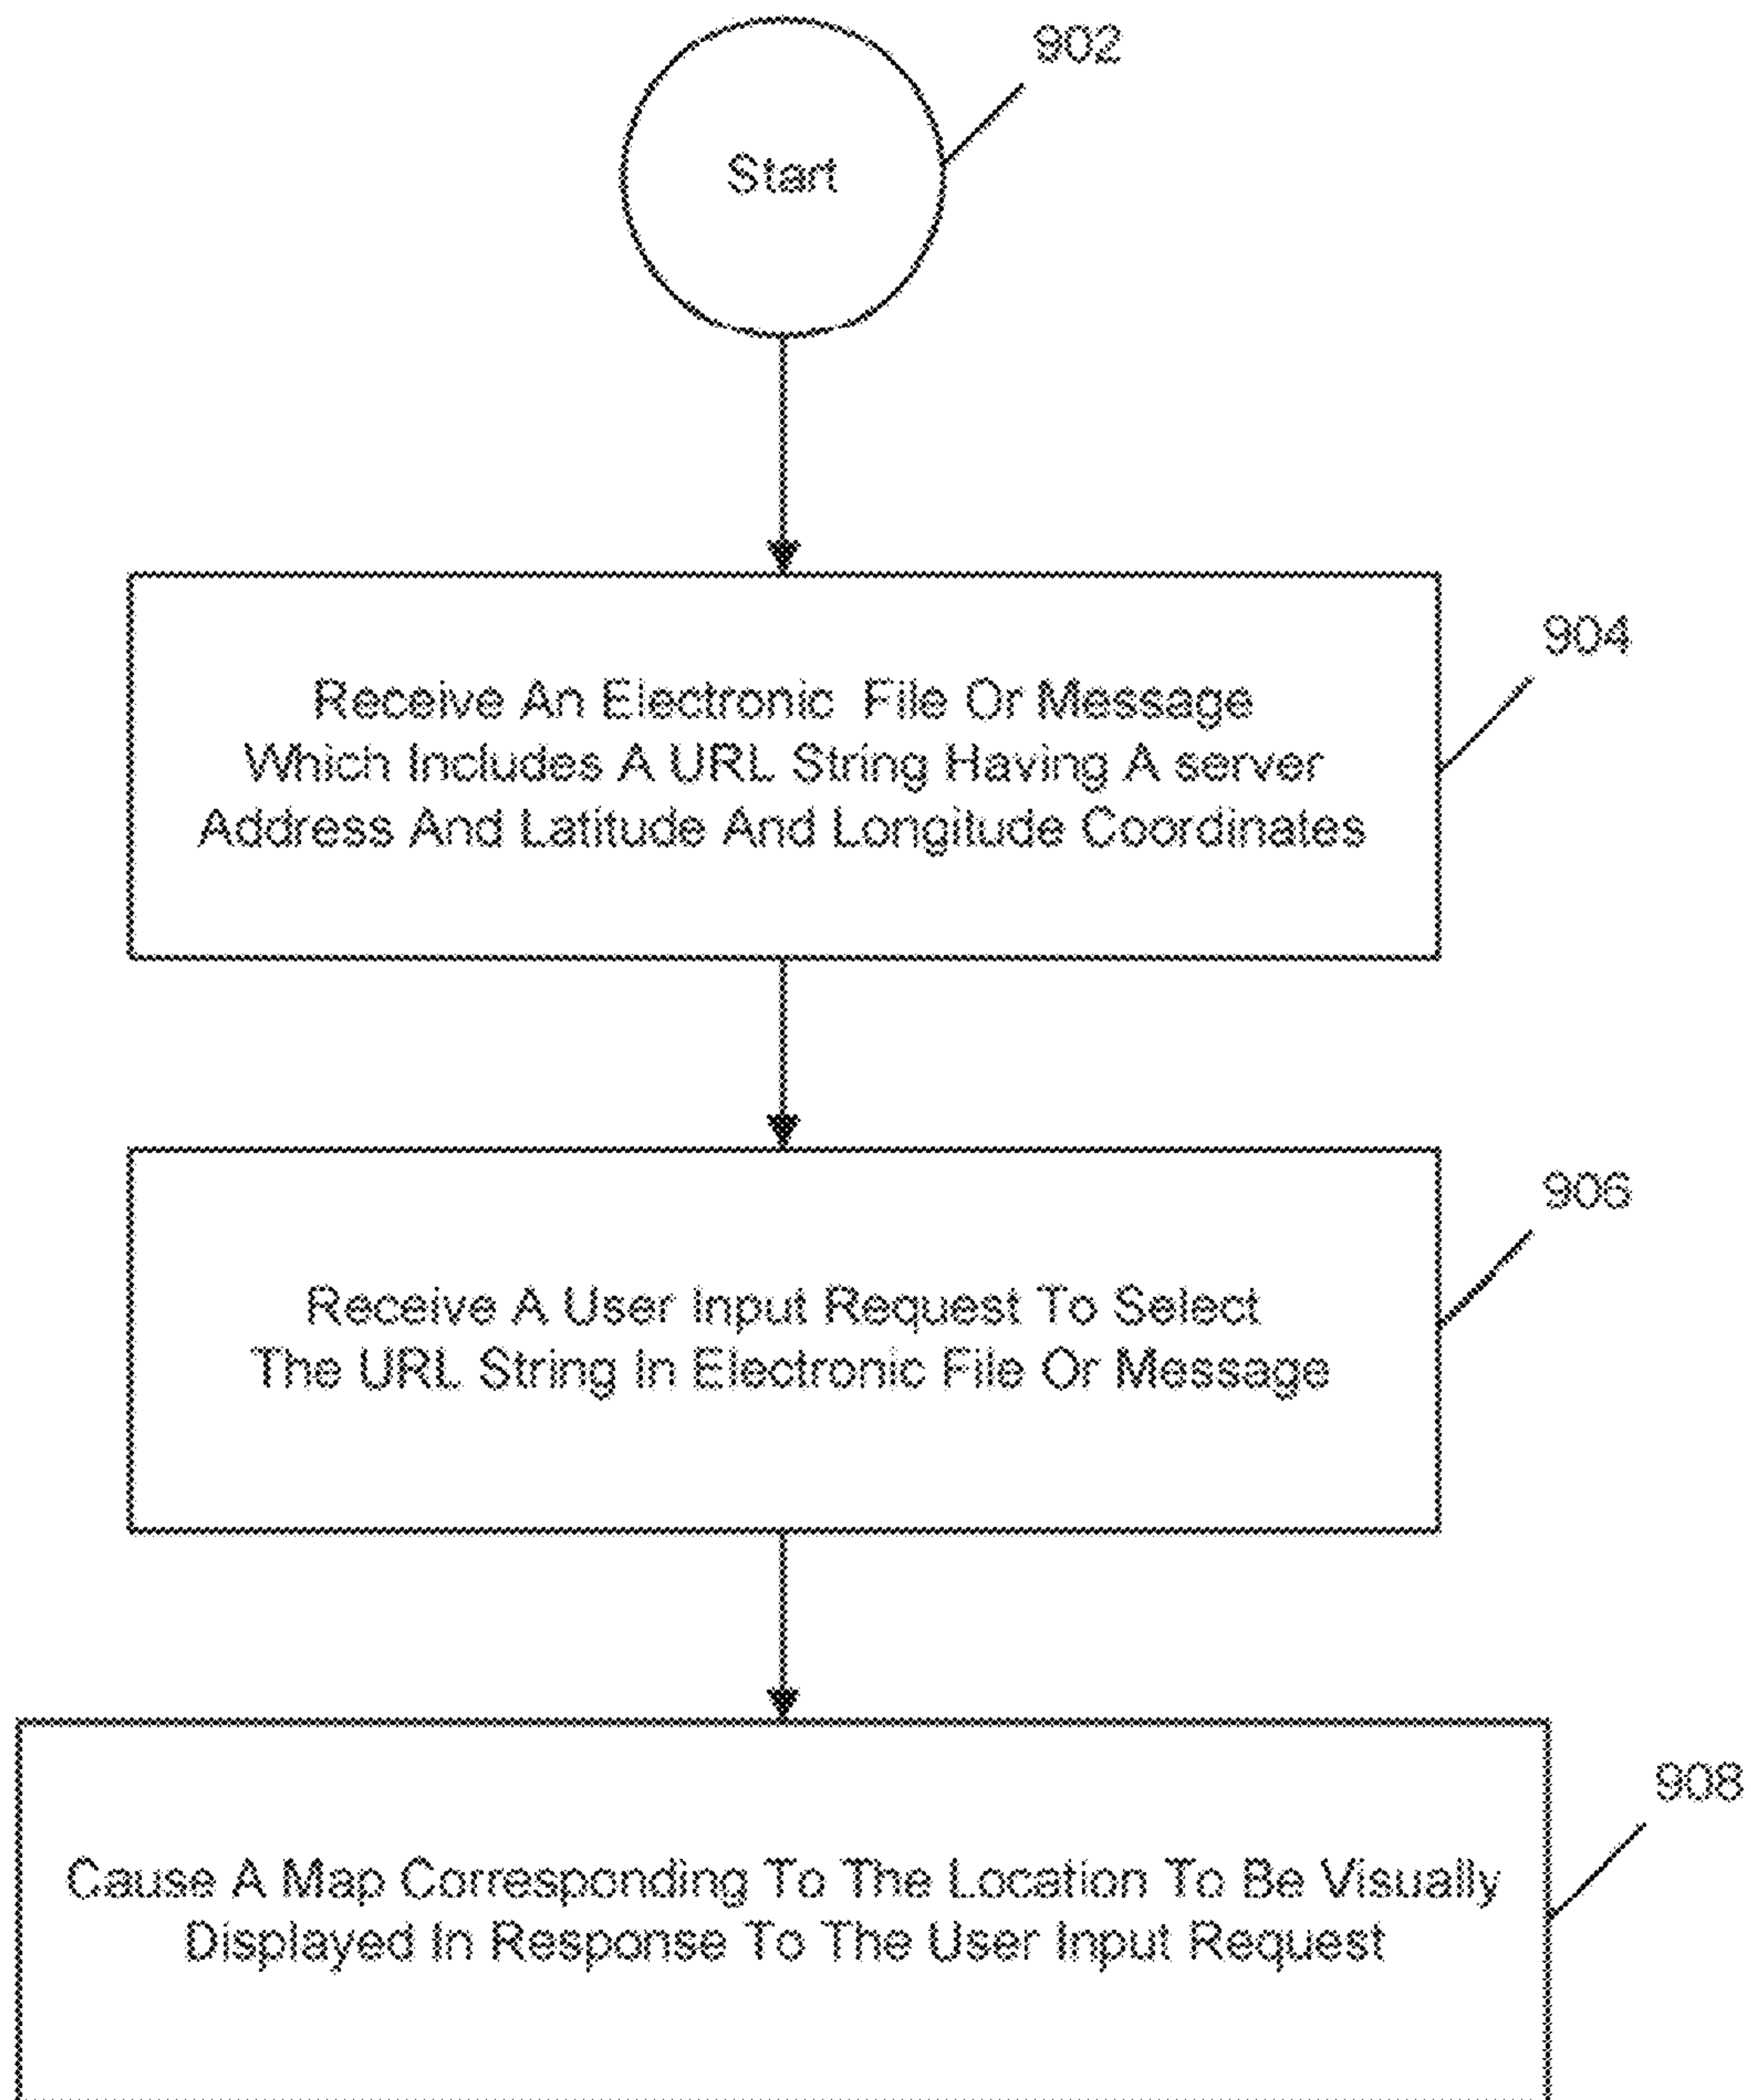 902
Start
904
Receive An Electronic File Or Message
Which Includes A URL String Having A server
Address And Latitude And Longitude Coordinates
906
Receive A User Input Request To Select
The URL String In Electronic File Or Message
908
Cause A Map Corresponding To The Location To Be Visually
Displayed In Response To The User Input Request